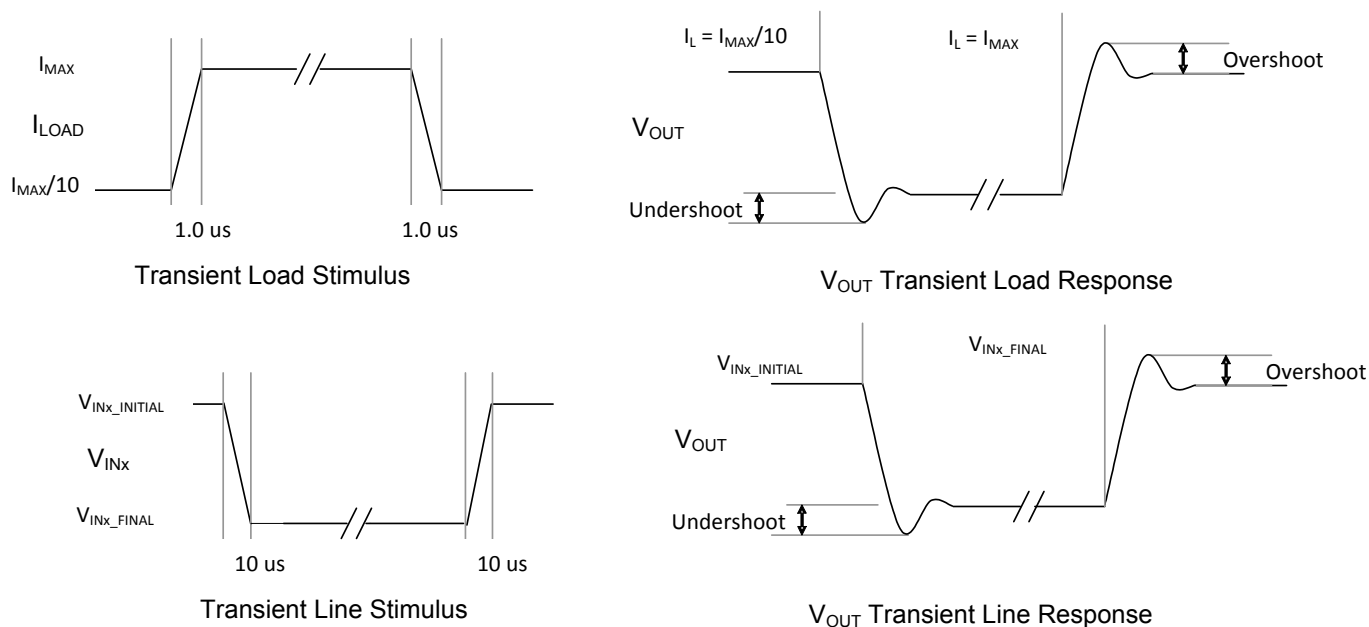 I_MAX
I_LOAD
I_MAX/10
1.0 us
1.0 us
Transient Load Stimulus
I_L = I_MAX/10
I_L = I_MAX
Overshoot
V_OUT
Undershoot
V_OUT Transient Load Response
V_INx_INITIAL
V_INx
V_INx_FINAL
10 us
10 us
Transient Line Stimulus
V_INx_INITIAL
V_INx_FINAL
Overshoot
V_OUT
Undershoot
V_OUT Transient Line Response